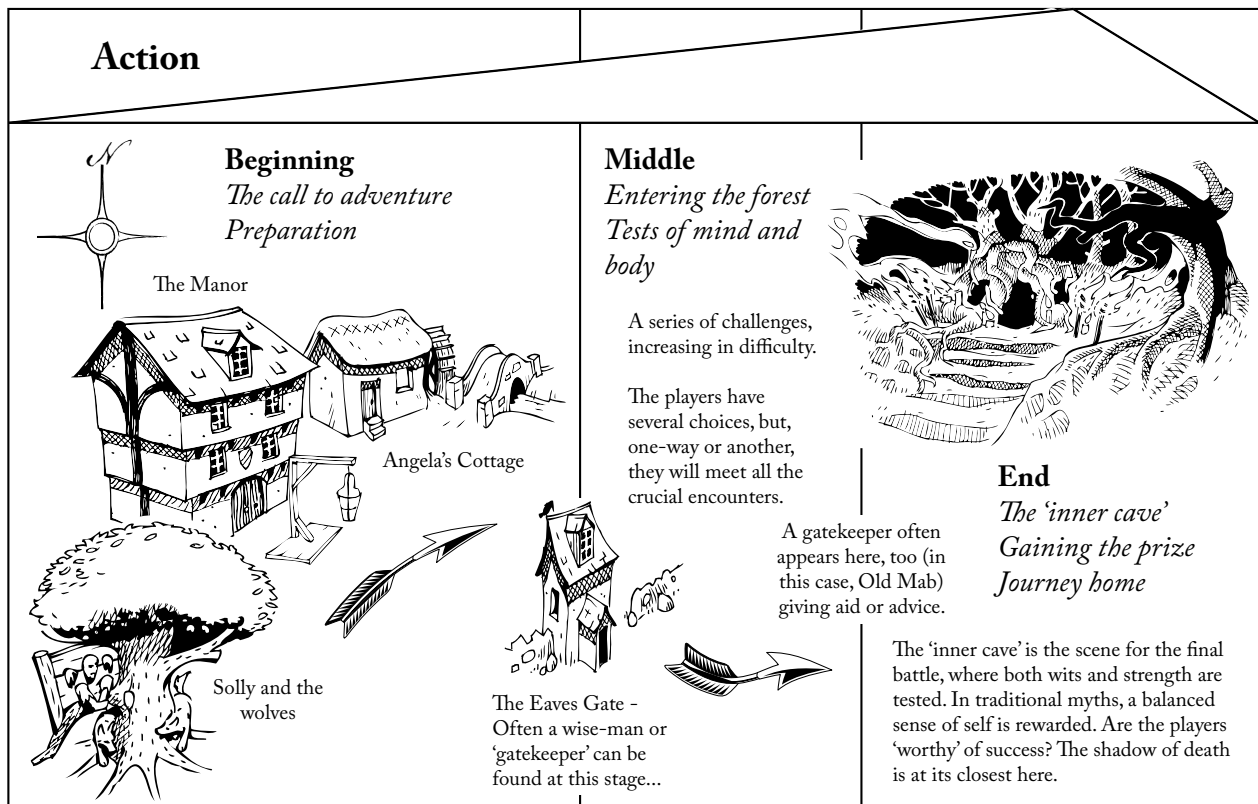 Action
N
Beginning
The call to adventure
Preparation
The Manor
Angela's Cottage
Solly and the
wolves
The Eaves Gate -
Often a wise-man or
'gatekeeper' can be
found at this stage...
Middle
Entering the forest
Tests of mind and
body
A series of challenges,
increasing in difficulty.
The players have
several choices, but,
one-way or another,
they will meet all the
crucial encounters.
A gatekeeper often
appears here, too (in
this case, Old Mab)
giving aid or advice.
End
The 'inner cave'
Gaining the prize
Journey home
The 'inner cave' is the scene for the final
battle, where both wits and strength are
tested. In traditional myths, a balanced
sense of self is rewarded. Are the players
'worthy' of success? The shadow of death
is at its closest here.